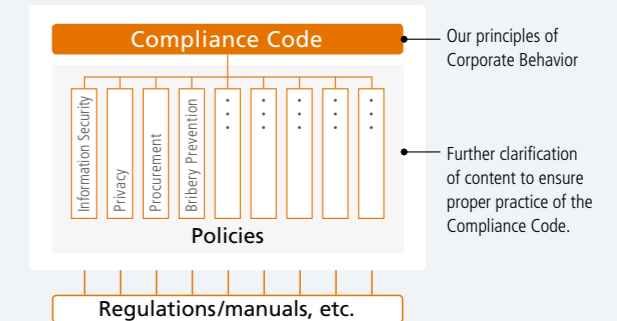 Compliance Code
Our principles of
Corporate Behavior
Information Security
Privacy
Procurement
Bribery Prevention
Policies
Further clarification
of content to ensure
proper practice of the
Compliance Code.
Regulations/manuals, etc.